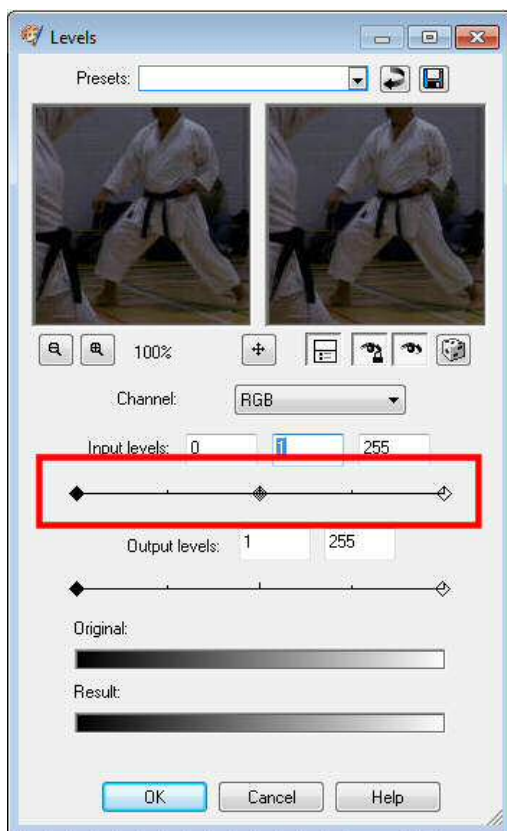 Levels
Presets:
100%
Channel: RGB
Input levels: 0 1 255
Output levels: 1 255
Original:
Result:
OK Cancel Help